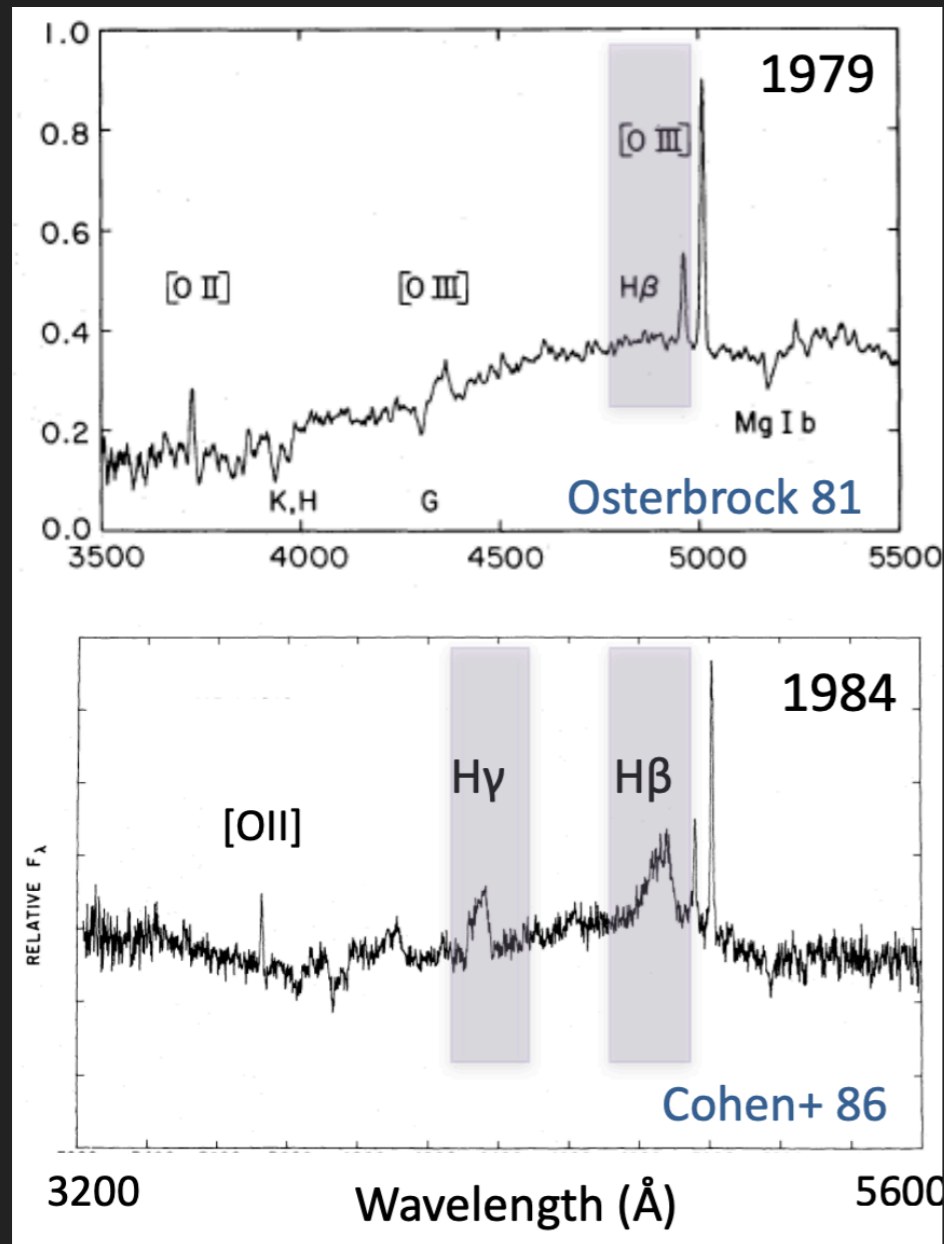 1.0
1979
0.8
[O III]
0.6
[O II]
[O III]
Hβ
0.4
0.2
Mg I b
K,H
G
Osterbrock 81
0.0
3500
4000
4500
5000
5500
1984
Hγ
Hβ
[OII]
RELATIVE Fλ
Cohen+ 86
3200
Wavelength (Å)
5600